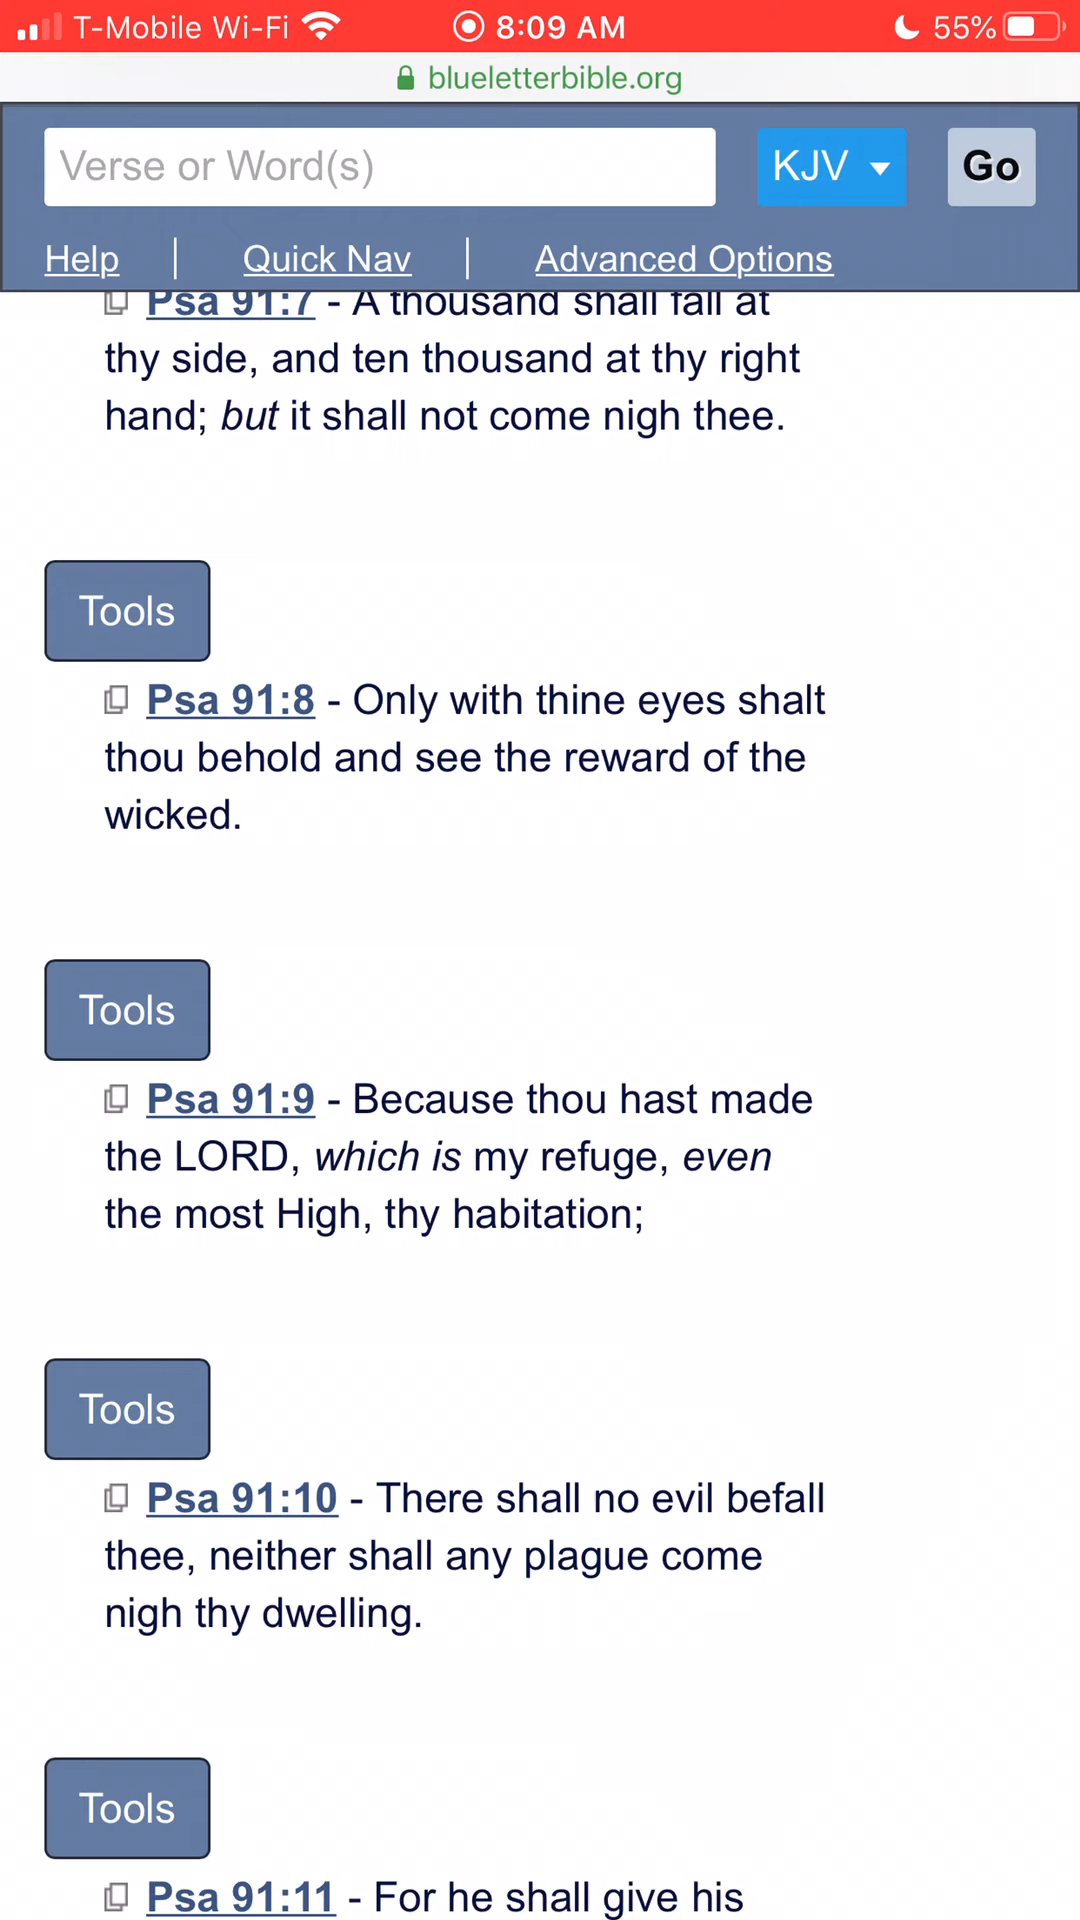 T-Mobile Wi-Fi 8:09 AM 55%
blueletterbible.org
Verse or Word(s) KJV Go
Help | Quick Nav | Advanced Options
Psa 91:7 - A thousand shall fall at
thy side, and ten thousand at thy right
hand; but it shall not come nigh thee.
Tools
Psa 91:8 - Only with thine eyes shalt
thou behold and see the reward of the
wicked.
Tools
Psa 91:9 - Because thou hast made
the LORD, which is my refuge, even
the most High, thy habitation;
Tools
Psa 91:10 - There shall no evil befall
thee, neither shall any plague come
nigh thy dwelling.
Tools
Psa 91:11 - For he shall give his